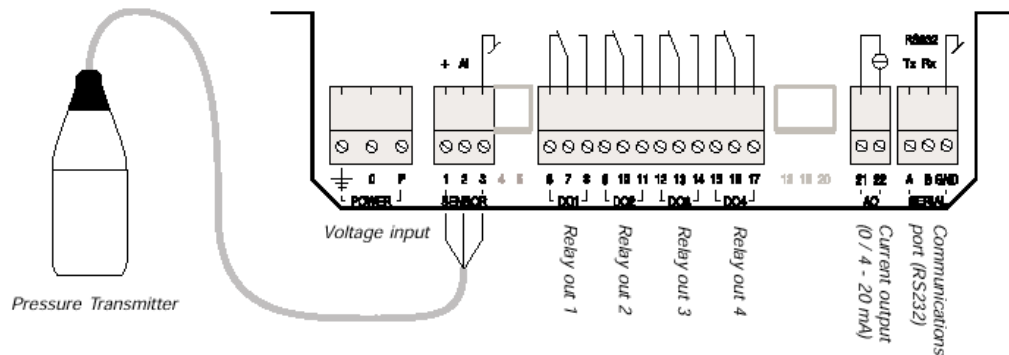 RS232
+ AI
Tx Rx
0 P
1 2 3 4 5
6 7 8 9 10 11 12 13 14 15 16 17
18 19 20
21 22
A B GND
POWER
SENSOR
DO1
DO2
DO3
DO4
AO
SERIAL
Voltage input
Relay out 1
Relay out 2
Relay out 3
Relay out 4
Current output
(0 / 4 - 20 mA)
Communications
port (RS232)
Pressure Transmitter